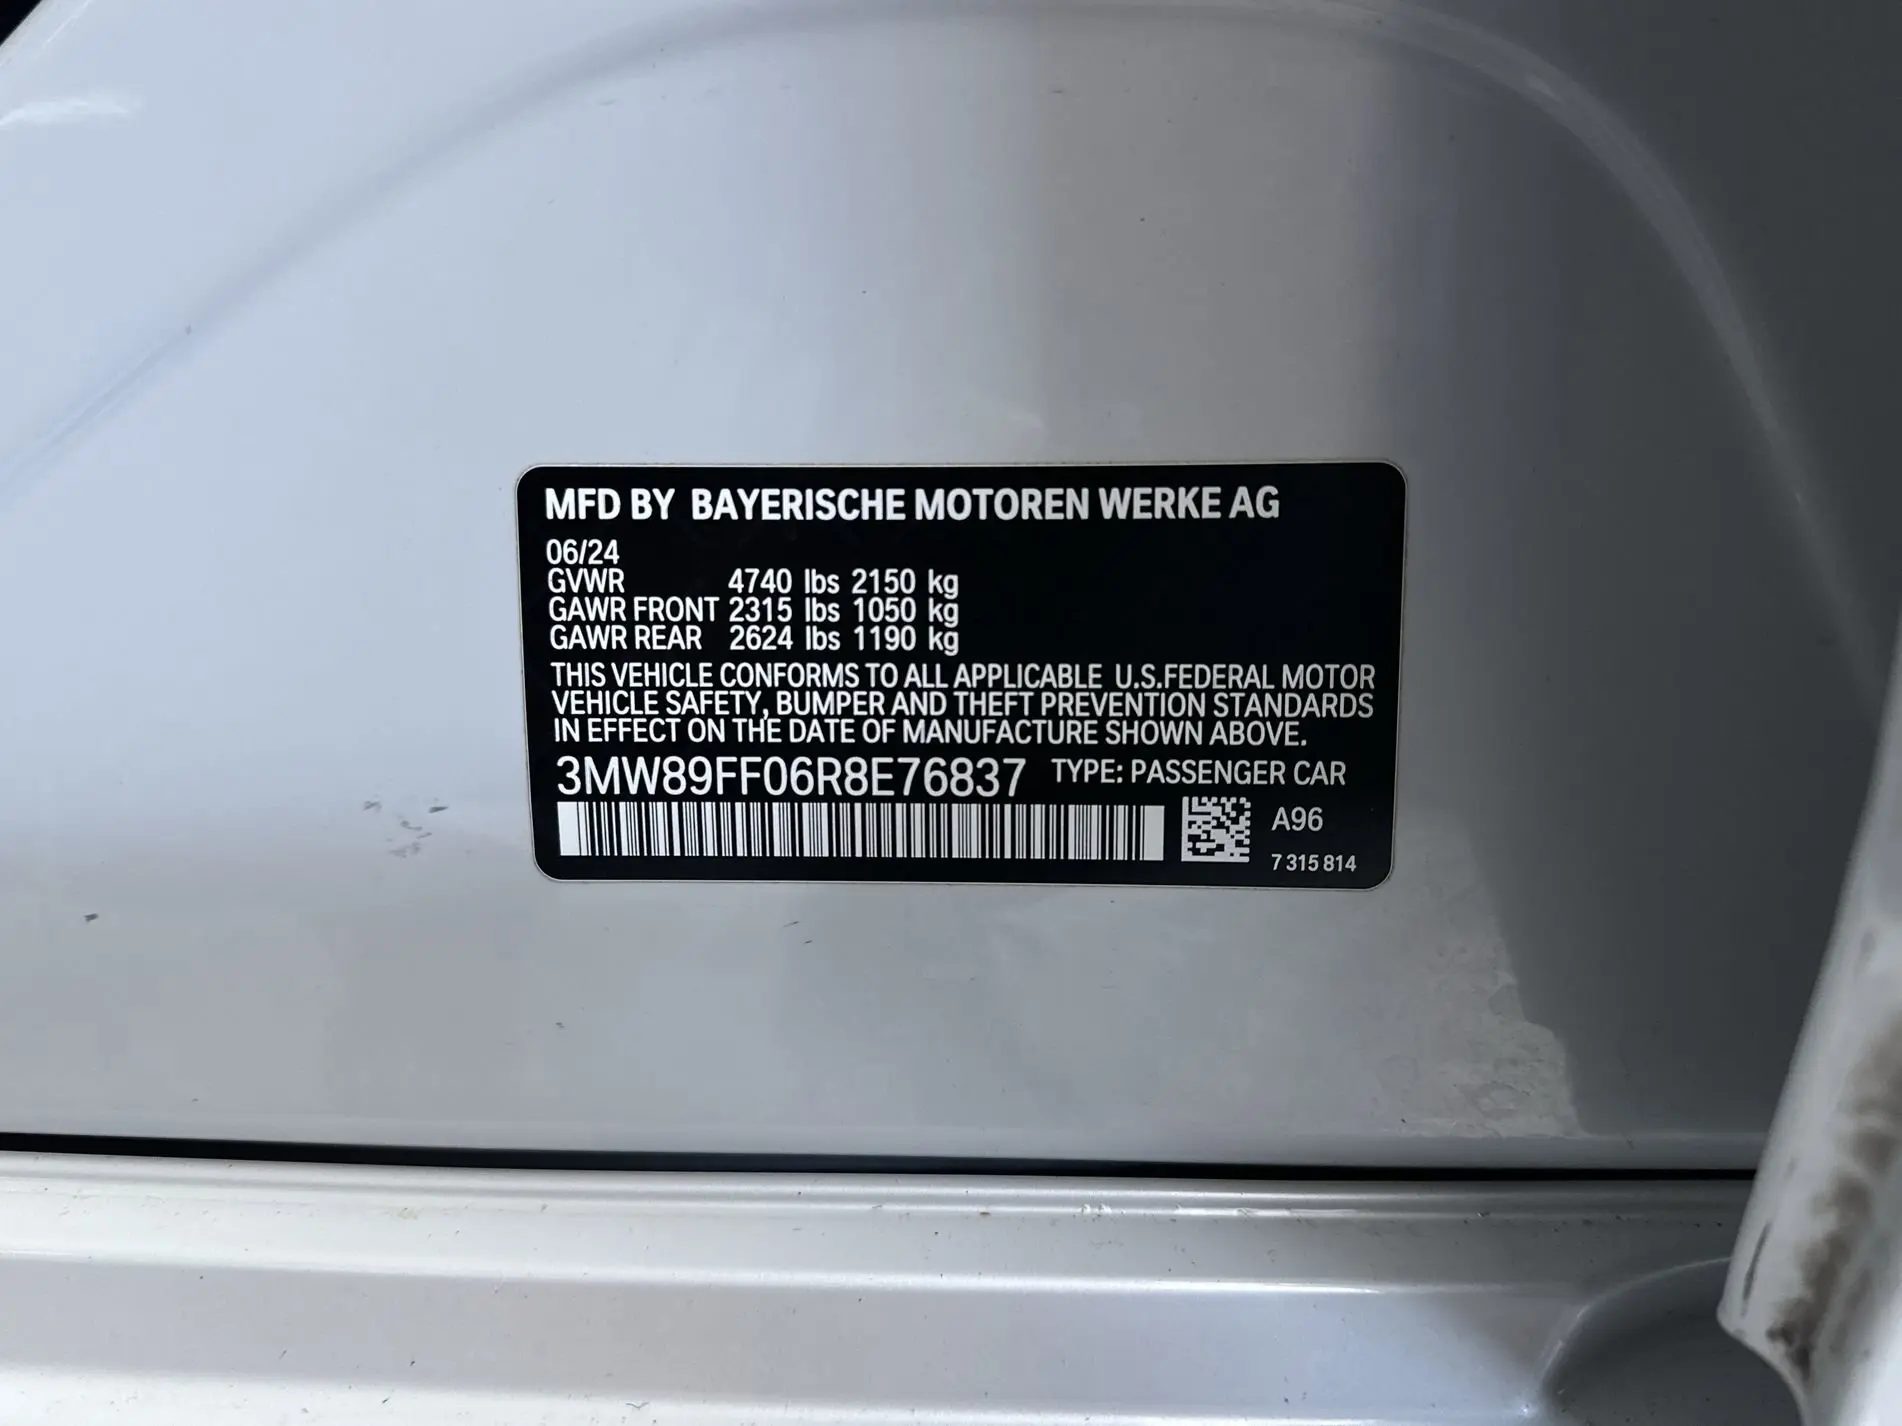 MFD BY BAYERISCHE MOTOREN WERKE AG
06/24
GVWR 4740 lbs 2150 kg
GAWR FRONT 2315 lbs 1050 kg
GAWR REAR 2624 lbs 1190 kg
THIS VEHICLE CONFORMS TO ALL APPLICABLE U.S.FEDERAL MOTOR
VEHICLE SAFETY, BUMPER AND THEFT PREVENTION STANDARDS
IN EFFECT ON THE DATE OF MANUFACTURE SHOWN ABOVE.
3MW89FF06R8E76837 TYPE: PASSENGER CAR
A96
7 315 814